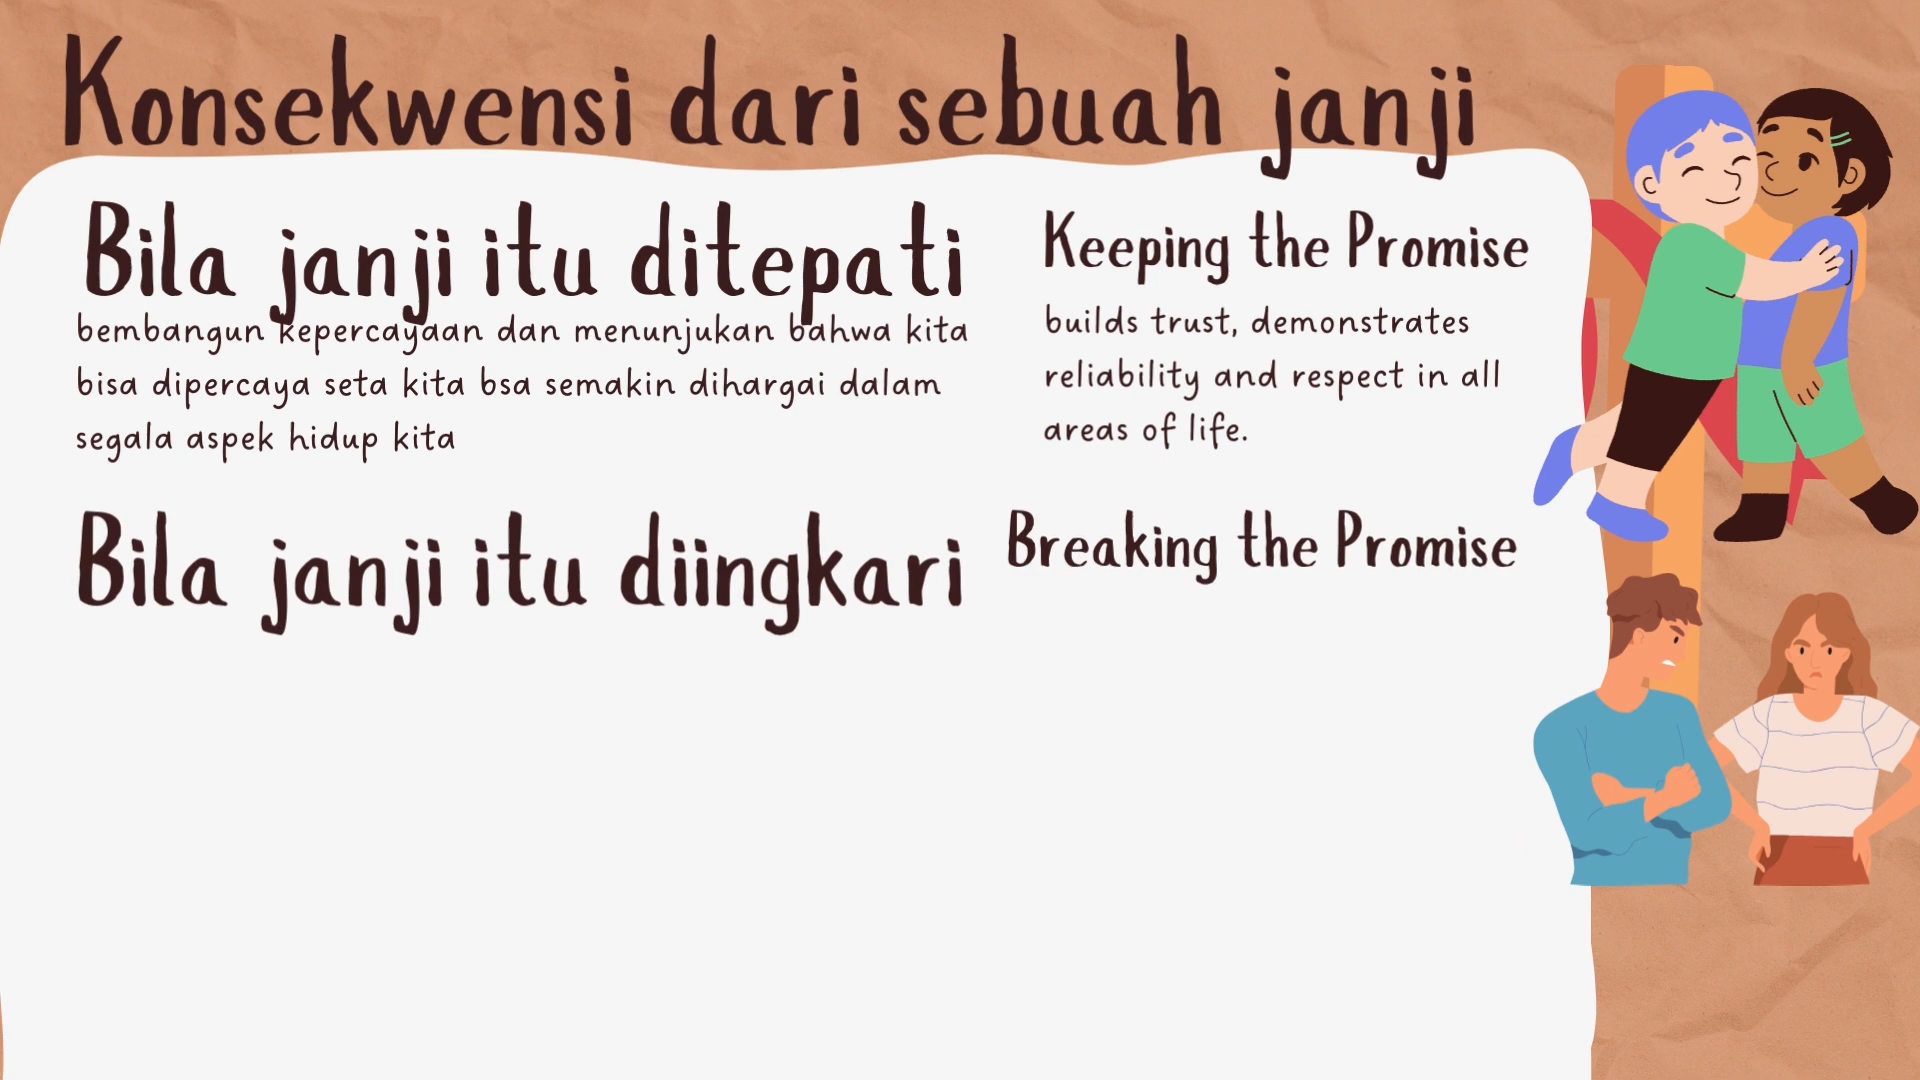 Konsekwensi dari sebuah janji
Bila janji itu ditepati
bembangun kepercayaan dan menunjukan bahwa kita
bisa dipercaya seta kita bsa semakin dihargai dalam
segala aspek hidup kita
Keeping the Promise
builds trust, demonstrates
reliability and respect in all
areas of life.
Bila janji itu diingkari
Breaking the Promise